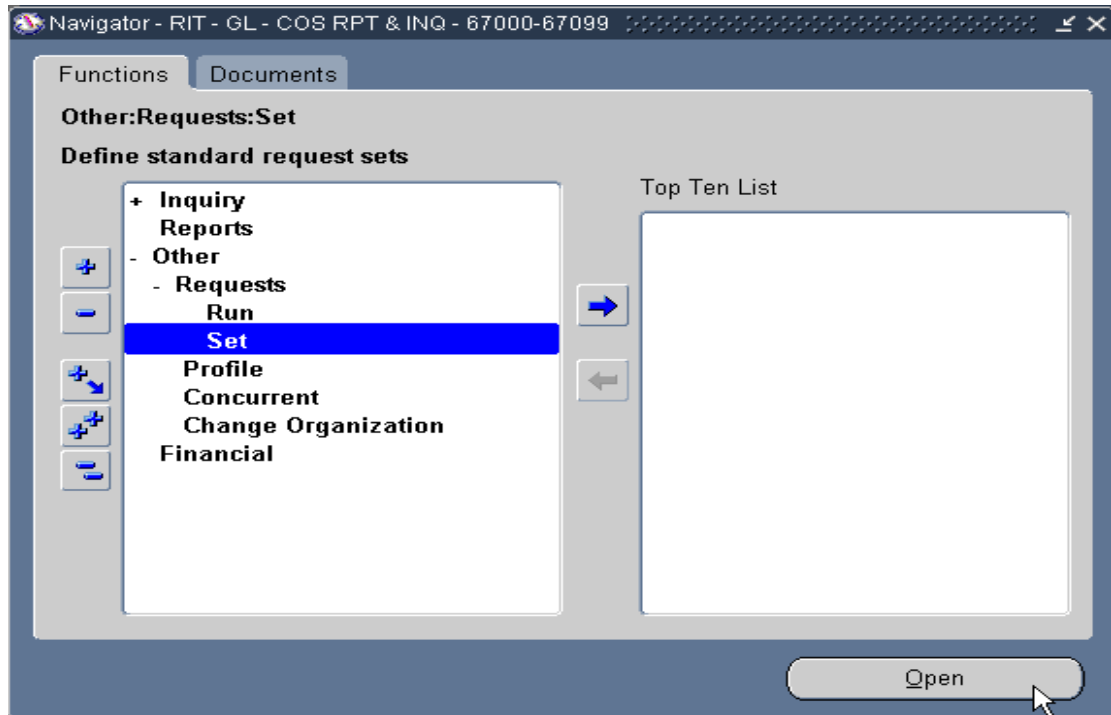 Navigator - RIT - GL - COS RPT & INQ - 67000-67099
Functions
Documents
Other:Requests:Set
Define standard request sets
+ Inquiry
Reports
- Other
- Requests
Run
Set
Profile
Concurrent
Change Organization
Financial
Top Ten List
Open